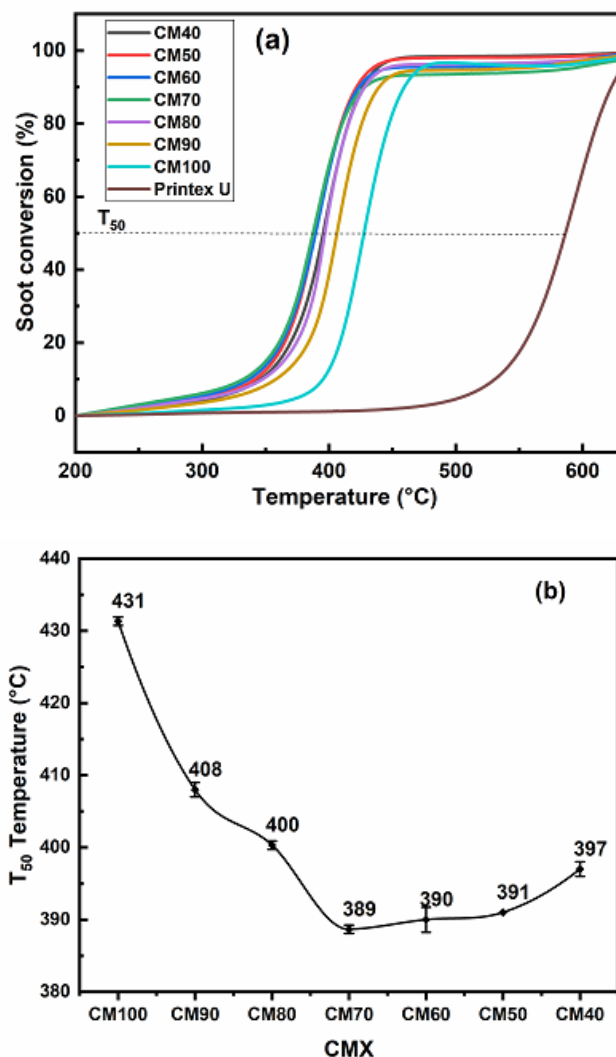 (a)
CM40
CM50
CM60
CM70
CM80
CM90
CM100
Printex U
T50
Soot conversion (%)
100
80
60
40
20
0
200 300 400 500 600
Temperature (°C)
(b)
T50 Temperature (°C)
440
430
420
410
400
390
380
431
408
400
389
390
391
397
CM100 CM90 CM80 CM70 CM60 CM50 CM40
CMX